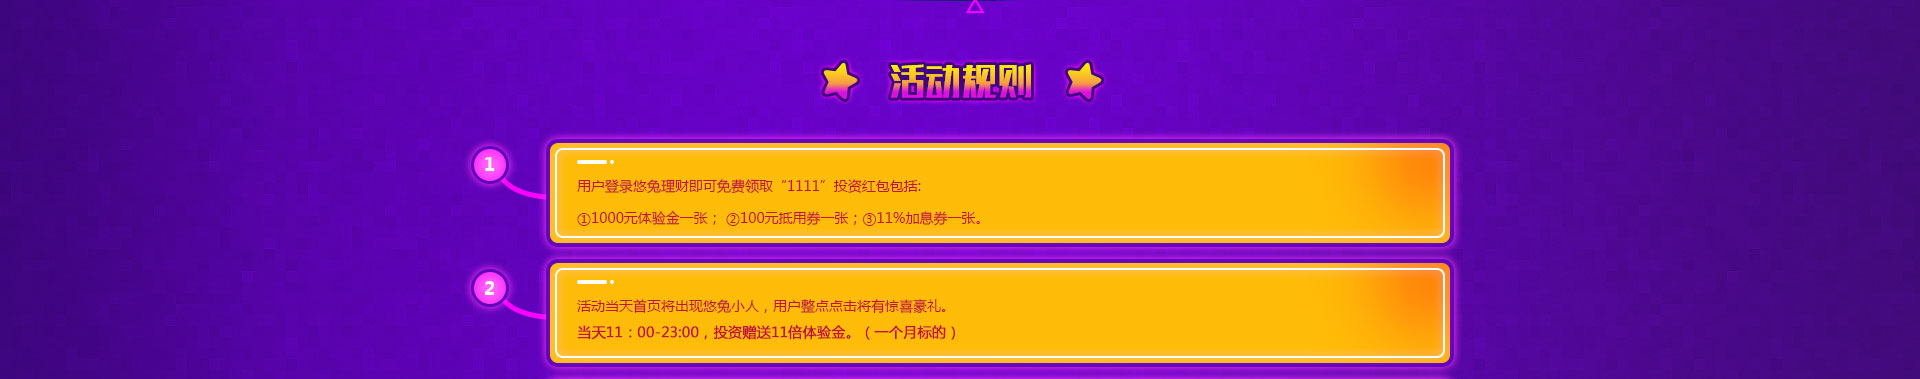 活动规则
1
用户登录悠兔理财即可免费领取“1111”投资红包包括:
①1000元体验金一张； ②100元抵用券一张；③11%加息券一张。
2
活动当天首页将出现悠兔小人，用户整点点击将有惊喜豪礼。
当天11：00-23:00，投资赠送11倍体验金。（一个月标的）